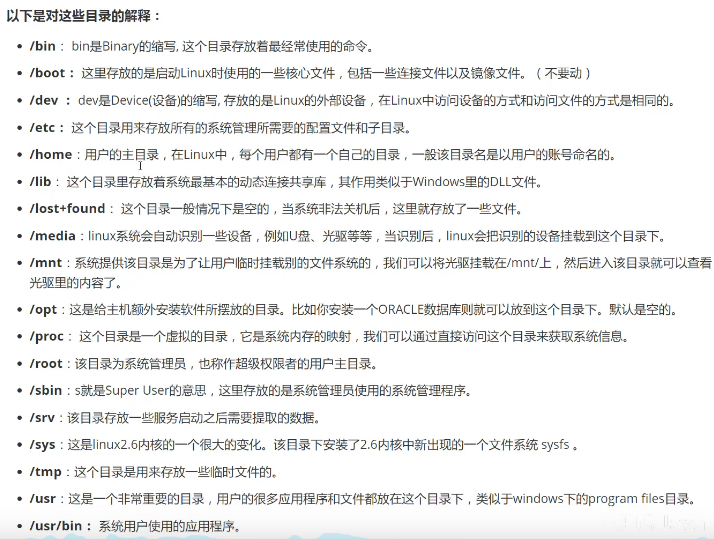 以下是对这些目录的解释：
/bin： bin是Binary的缩写, 这个目录存放着最经常使用的命令。
/boot： 这里存放的是启动Linux时使用的一些核心文件，包括一些连接文件以及镜像文件。（不要动）
/dev ： dev是Device(设备)的缩写, 存放的是Linux的外部设备，在Linux中访问设备的方式和访问文件的方式是相同的。
/etc： 这个目录用来存放所有的系统管理所需要的配置文件和子目录。
/home：用户的主目录，在Linux中，每个用户都有一个自己的目录，一般该目录名是以用户的账号命名的。
/lib： 这个目录里存放着系统最基本的动态连接共享库，其作用类似于Windows里的DLL文件。
/lost+found： 这个目录一般情况下是空的，当系统非法关机后，这里就存放了一些文件。
/media：linux系统会自动识别一些设备，例如U盘、光驱等等，当识别后，linux会把识别的设备挂载到这个目录下。
/mnt：系统提供该目录是为了让用户临时挂载别的文件系统的，我们可以将光驱挂载在/mnt/上，然后进入该目录就可以查看
光驱里的内容了。
/opt：这是给主机额外安装软件所摆放的目录。比如你安装一个ORACLE数据库则就可以放到这个目录下。默认是空的。
/proc： 这个目录是一个虚拟的目录，它是系统内存的映射，我们可以通过直接访问这个目录来获取系统信息。
/root：该目录为系统管理员，也称作超级权限者的用户主目录。
/sbin：s就是Super User的意思，这里存放的是系统管理员使用的系统管理程序。
/srv：该目录存放一些服务启动之后需要提取的数据。
/sys：这是linux2.6内核的一个很大的变化。该目录下安装了2.6内核中新出现的一个文件系统 sysfs 。
/tmp：这个目录是用来存放一些临时文件的。
/usr：这是一个非常重要的目录，用户的很多应用程序和文件都放在这个目录下，类似于windows下的program files目录。
/usr/bin： 系统用户使用的应用程序。